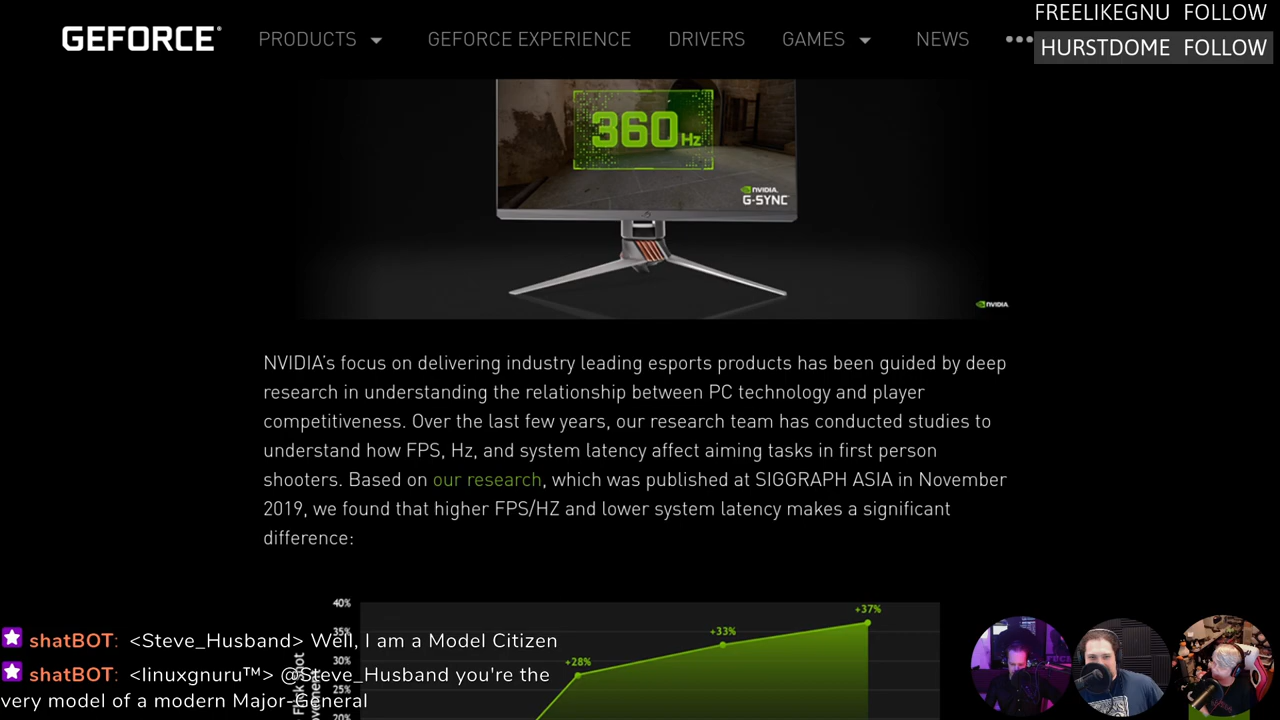 GEFORCE®
PRODUCTS
GEFORCE EXPERIENCE
DRIVERS
GAMES
NEWS
FREELIKEGNU FOLLOW
HURSTDOME FOLLOW
360Hz
NVIDIA.
G-SYNC
NVIDIA.
NVIDIA's focus on delivering industry leading esports products has been guided by deep
research in understanding the relationship between PC technology and player
competitiveness. Over the last few years, our research team has conducted studies to
understand how FPS, Hz, and system latency affect aiming tasks in first person
shooters. Based on our research, which was published at SIGGRAPH ASIA in November
2019, we found that higher FPS/HZ and lower system latency makes a significant
difference:
40%
35%
30%
25%
+28%
+33%
+37%
shatBOT: <Steve_Husband> Well, I am a Model Citizen
shatBOT: <linuxgnuru™> @Steve_Husband you're the
very model of a modern Major-General